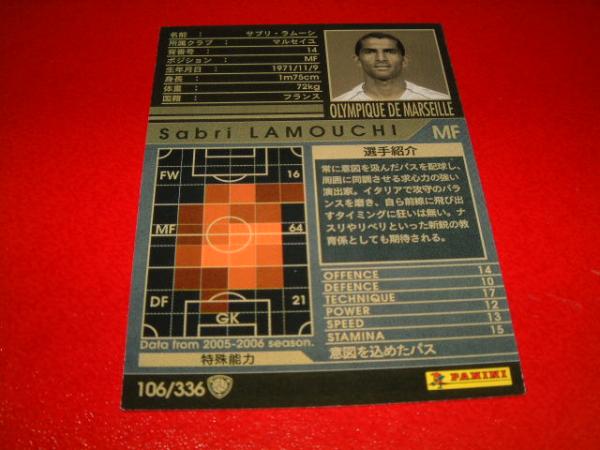 名前 : サブリ・ラムーシ
所属クラブ : マルセイユ
背番号 : 14
ポジション : MF
生年月日 : 1971/11/9
身長 : 1m75cm
体重 : 72kg
国籍 : フランス
OLYMPIQUE DE MARSEILLE
Sabri LAMOUCHI MF
FW 16
MF 64
DF 21
GK
Data from 2005-2006 season.
選手紹介
常に意図を汲んだパスを配球し、
周囲に同調させる求心力の強い
演出家。イタリアで攻守のバラ
ンスを磨き、自ら前線に飛び出
すタイミングに狂いは無い。ナ
スリやリベリといった新鋭の教
育係としても期待される。
OFFENCE 14
DEFENCE 10
TECHNIQUE 17
POWER 12
SPEED 13
STAMINA 15
特殊能力 意図を込めたパス
106/336
PANINI